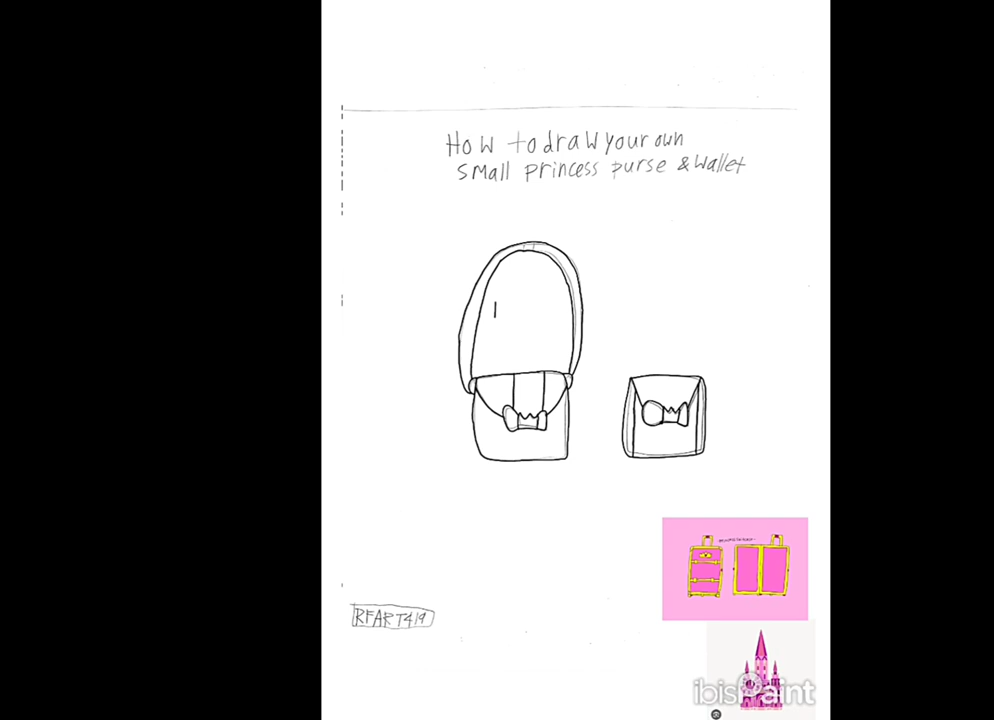 How to draw your own
small princess purse & wallet
RFART419
ibisPaint